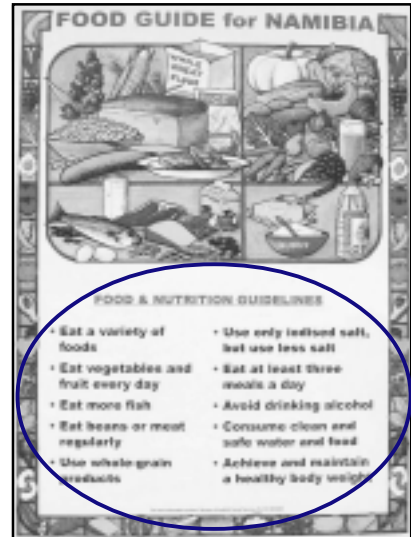 FOOD GUIDE for NAMIBIA
WHOLE
WHEAT
FLOUR
FOOD & NUTRITION GUIDELINES
• Eat a variety of
foods
• Eat vegetables and
fruit every day
• Eat more fish
• Eat beans or meat
regularly
• Use whole-grain
products
• Use only iodised salt,
but use less salt
• Eat at least three
meals a day
• Avoid drinking alcohol
• Consume clean and
safe water and food
• Achieve and maintain
a healthy body weight